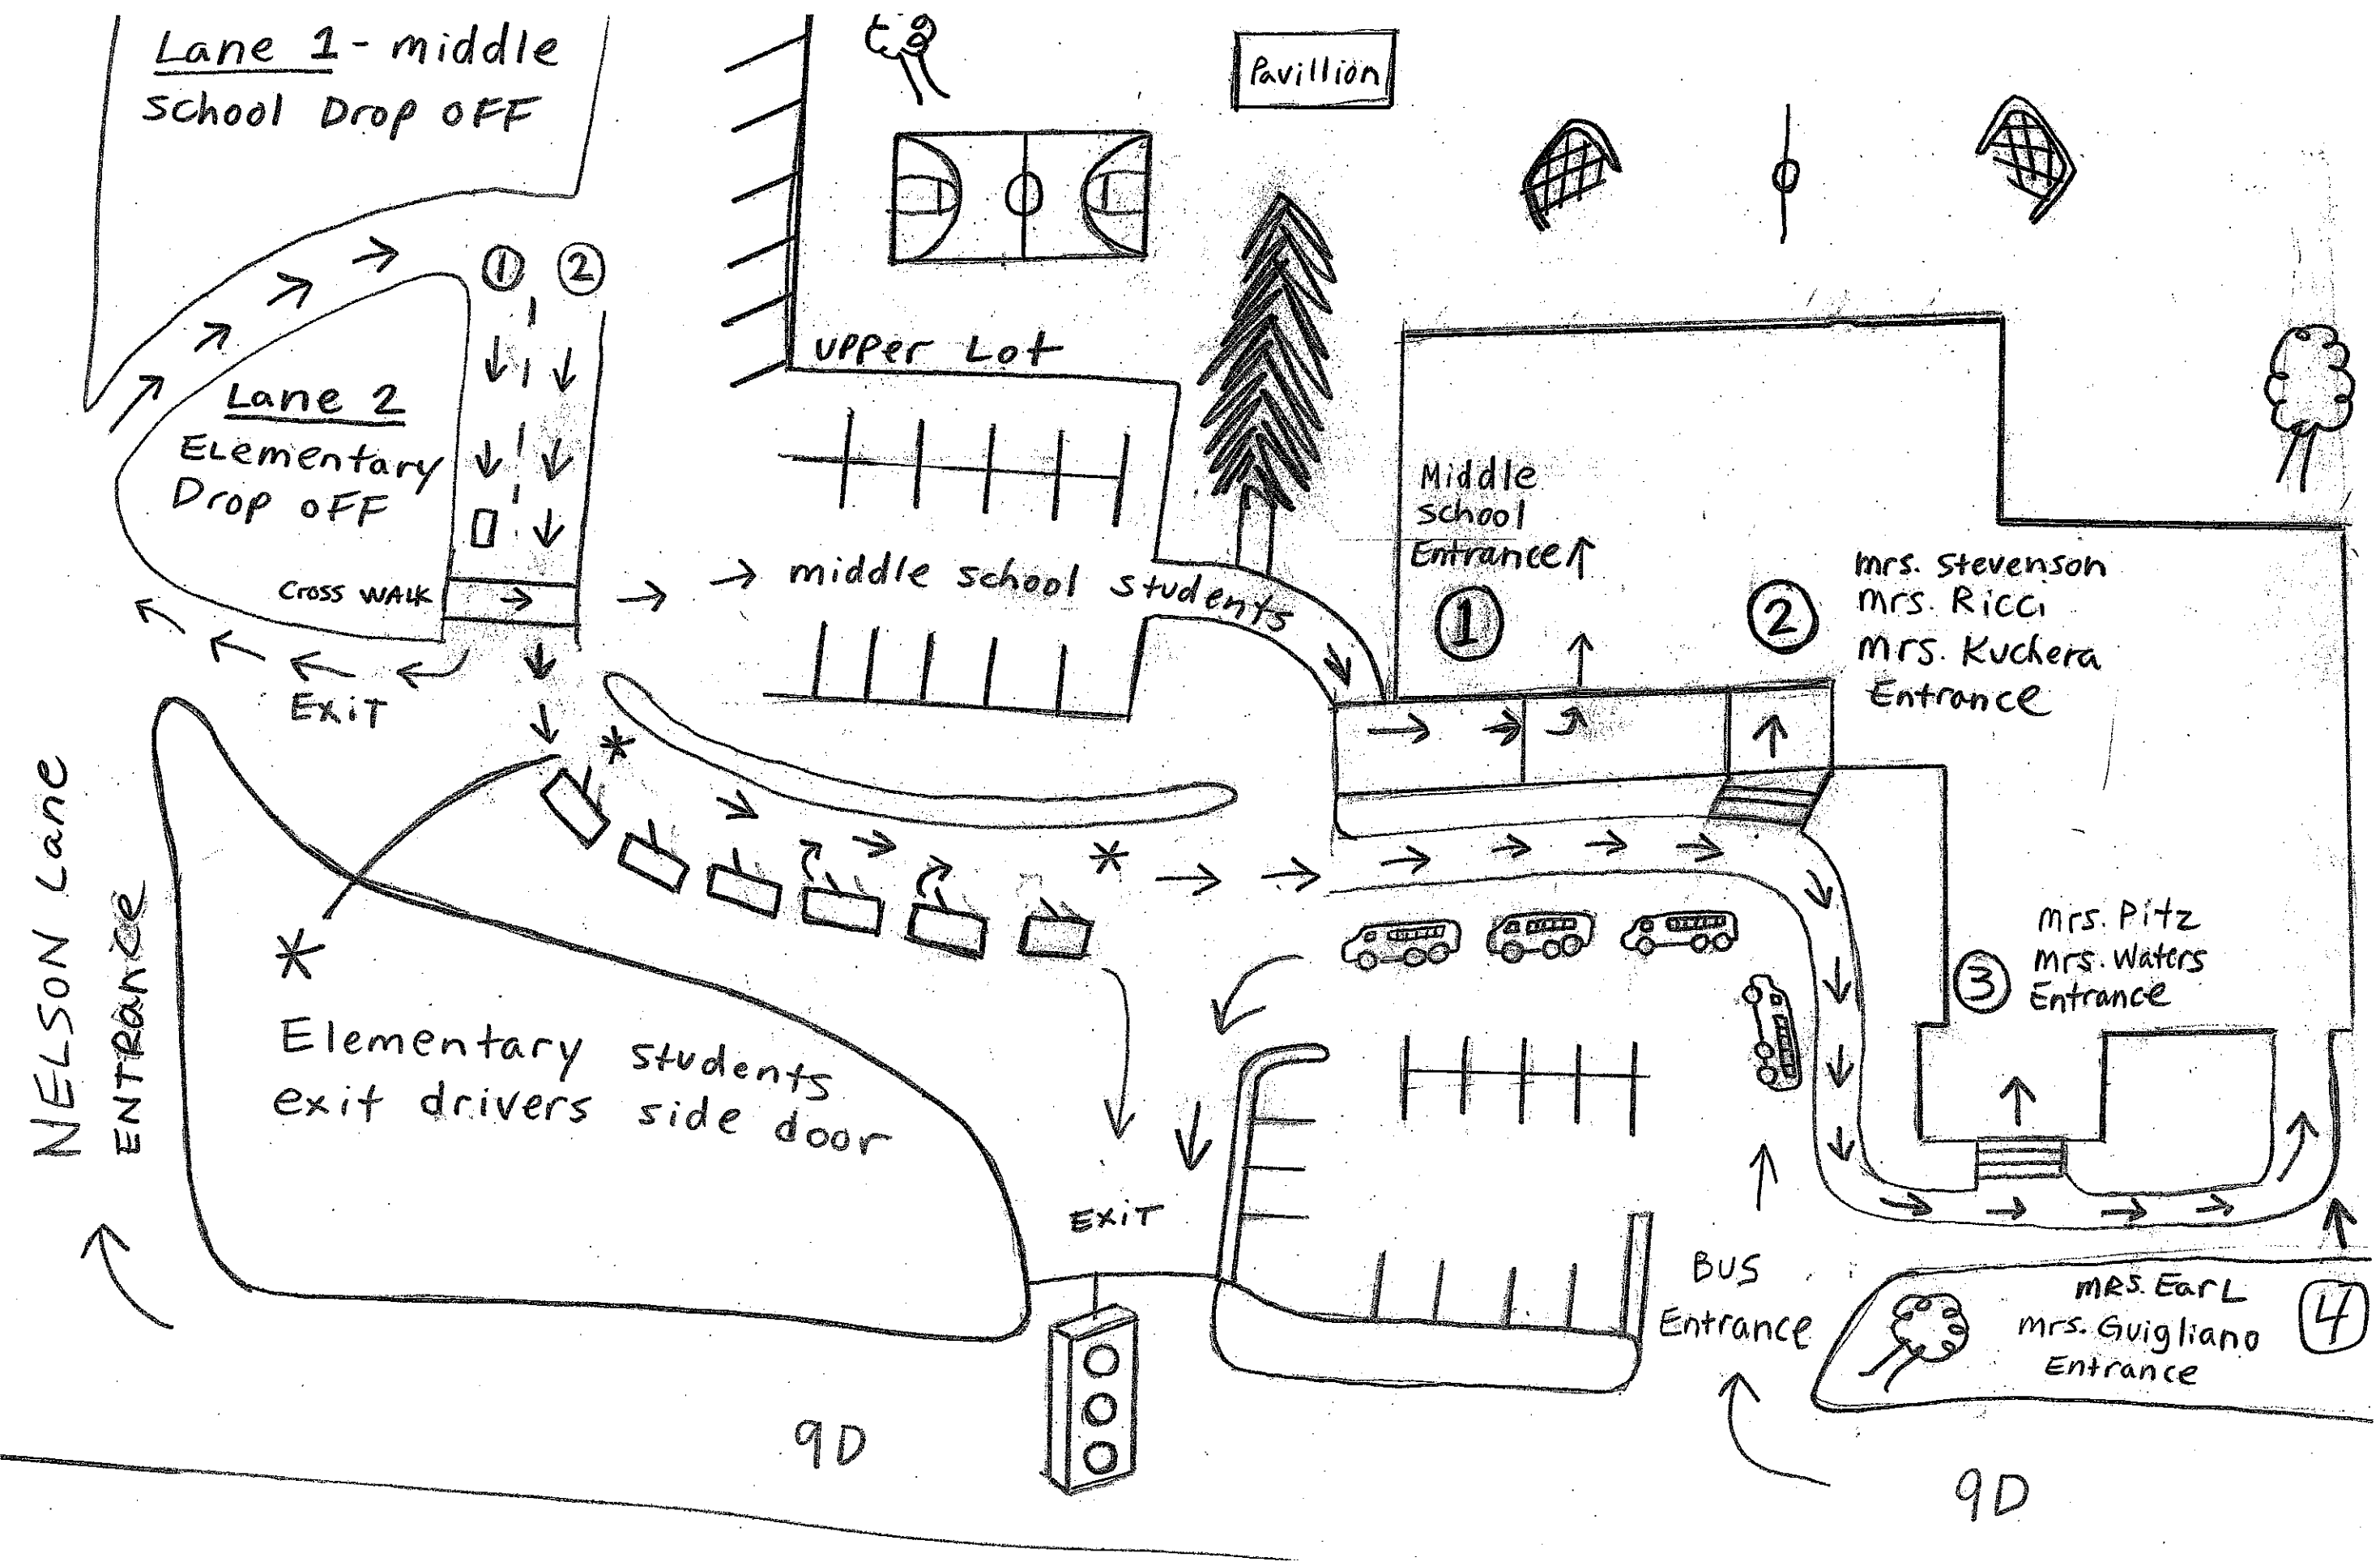 Lane 1 - middle
School Drop oFF
Pavillion
1
2
Upper Lot
Lane 2
Elementary
Drop oFF
Cross Walk
Exit
middle school students
Middle
School
Entrance
1
2
mrs. Stevenson
mrs. Ricci
mrs. Kuchera
Entrance
*
*
NELSON Lane
ENTRance
*
Elementary students
exit drivers side door
3
mrs. Pitz
mrs. Waters
Entrance
Exit
BUS
Entrance
mrs. Earl
mrs. Guigliano
Entrance
4
9D
9D